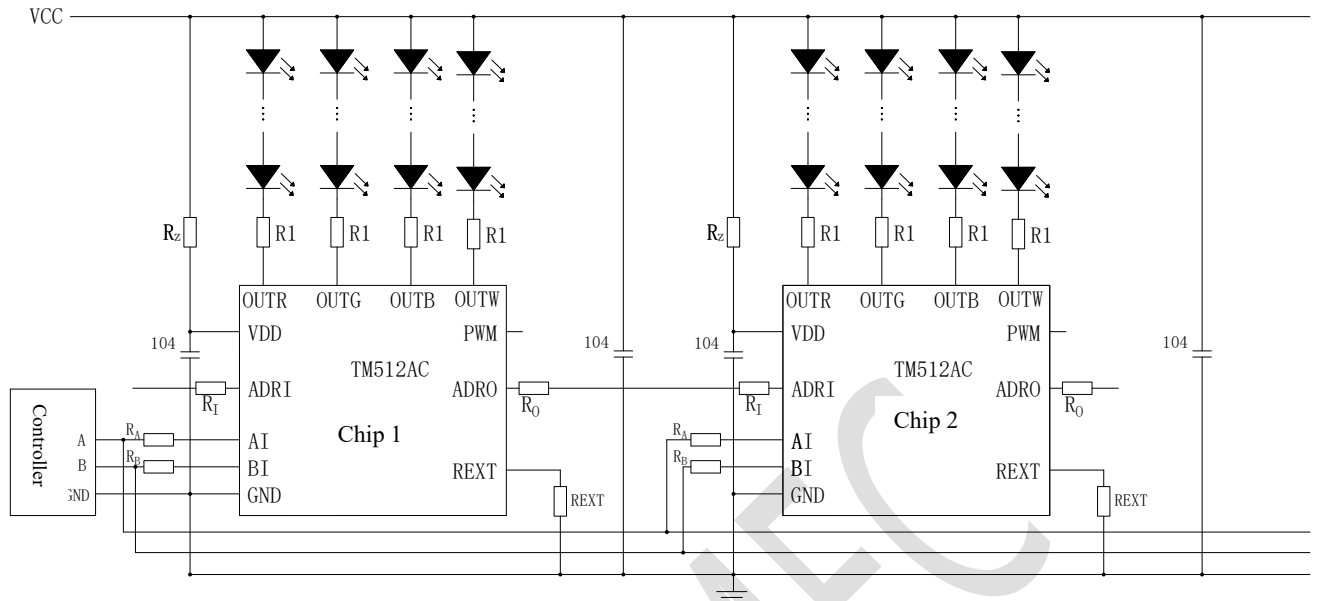 VCC
Rz
R1
R1
R1
R1
Rz
R1
R1
R1
R1
OUTR
OUTG
OUTB
OUTW
OUTR
OUTG
OUTB
OUTW
104
VDD
PWM
104
104
VDD
PWM
104
TM512AC
TM512AC
ADRI
ADRO
ADRI
ADRO
RI
RO
RI
RO
Controller
A
B
GND
RA
RB
AI
BI
GND
Chip 1
REXT
REXT
RA
RB
AI
BI
GND
Chip 2
REXT
REXT